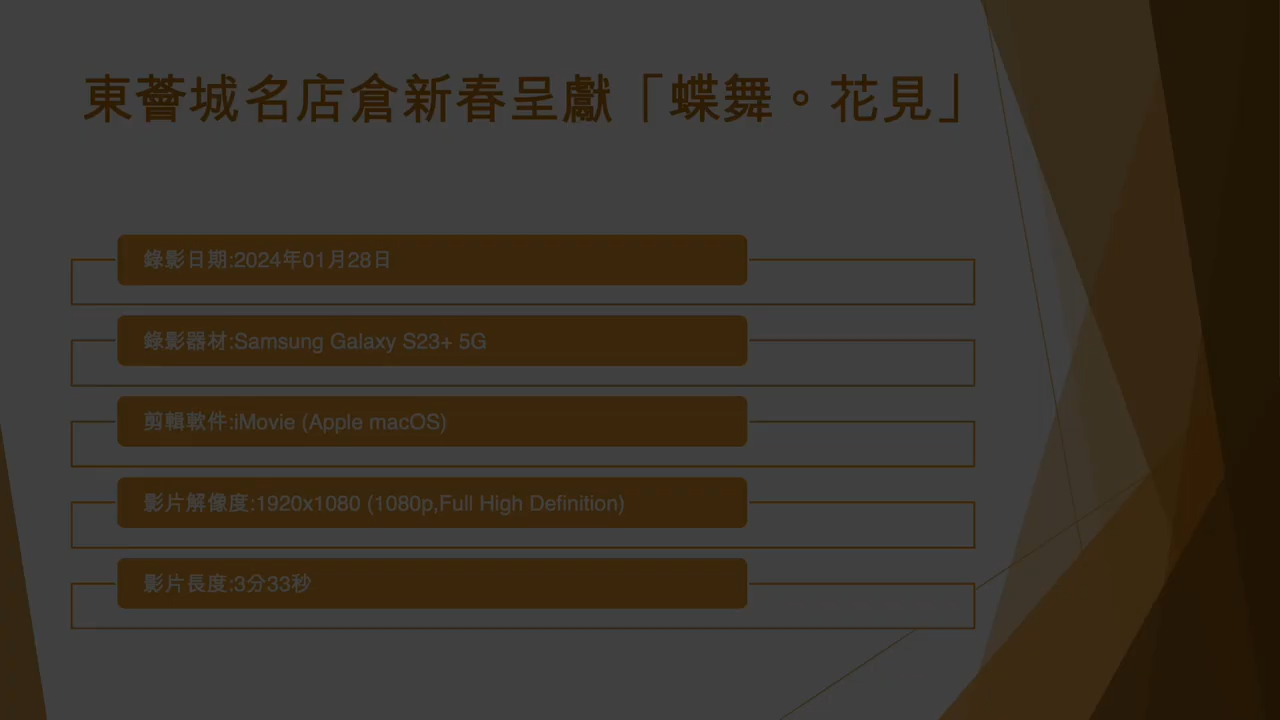 東薈城名店倉新春呈獻「蝶舞。花見」
錄影日期:2024年01月28日
錄影器材:Samsung Galaxy S23+ 5G
剪輯軟件:iMovie (Apple macOS)
影片解像度:1920x1080 (1080p,Full High Definition)
影片長度:3分33秒